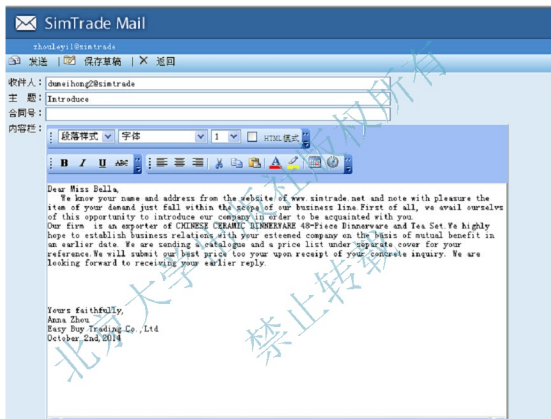 SimTrade Mail
zhouleyi1@simtrade
发送 | 保存草稿 | 返回
收件人： dumeihong2@simtrade
主 题： Introduce
合同号：
内容栏：
段落样式 字体 1 HTML模式
B I U ABC
Dear Miss Bella,
We know your name and address from the website of www.simtrade.net and note with pleasure the
item of your demand just fall within the scope of our business line.First of all, we avail ourselvs
of this opportunity to introduce our company in order to be acquainted with you.
Our firm is an exporter of CHINESE CERAMIC DINNERWARE 48-Piece Dinnerware and Tea Set.We highly
hope to establish business relations with your esteemed company on the basis of mutual benefit in
an earlier date. We are sending a catalogue and a price list under separate cover for your
reference.We will submit our best price too your upon receipt of your concrete inquiry. We are
looking forward to receiving your earlier reply.
Yours faithfully,
Anna Zhou
Easy Buy Trading Co.,Ltd
October 2nd,2014
北京大学出版社版权所有
禁止转载